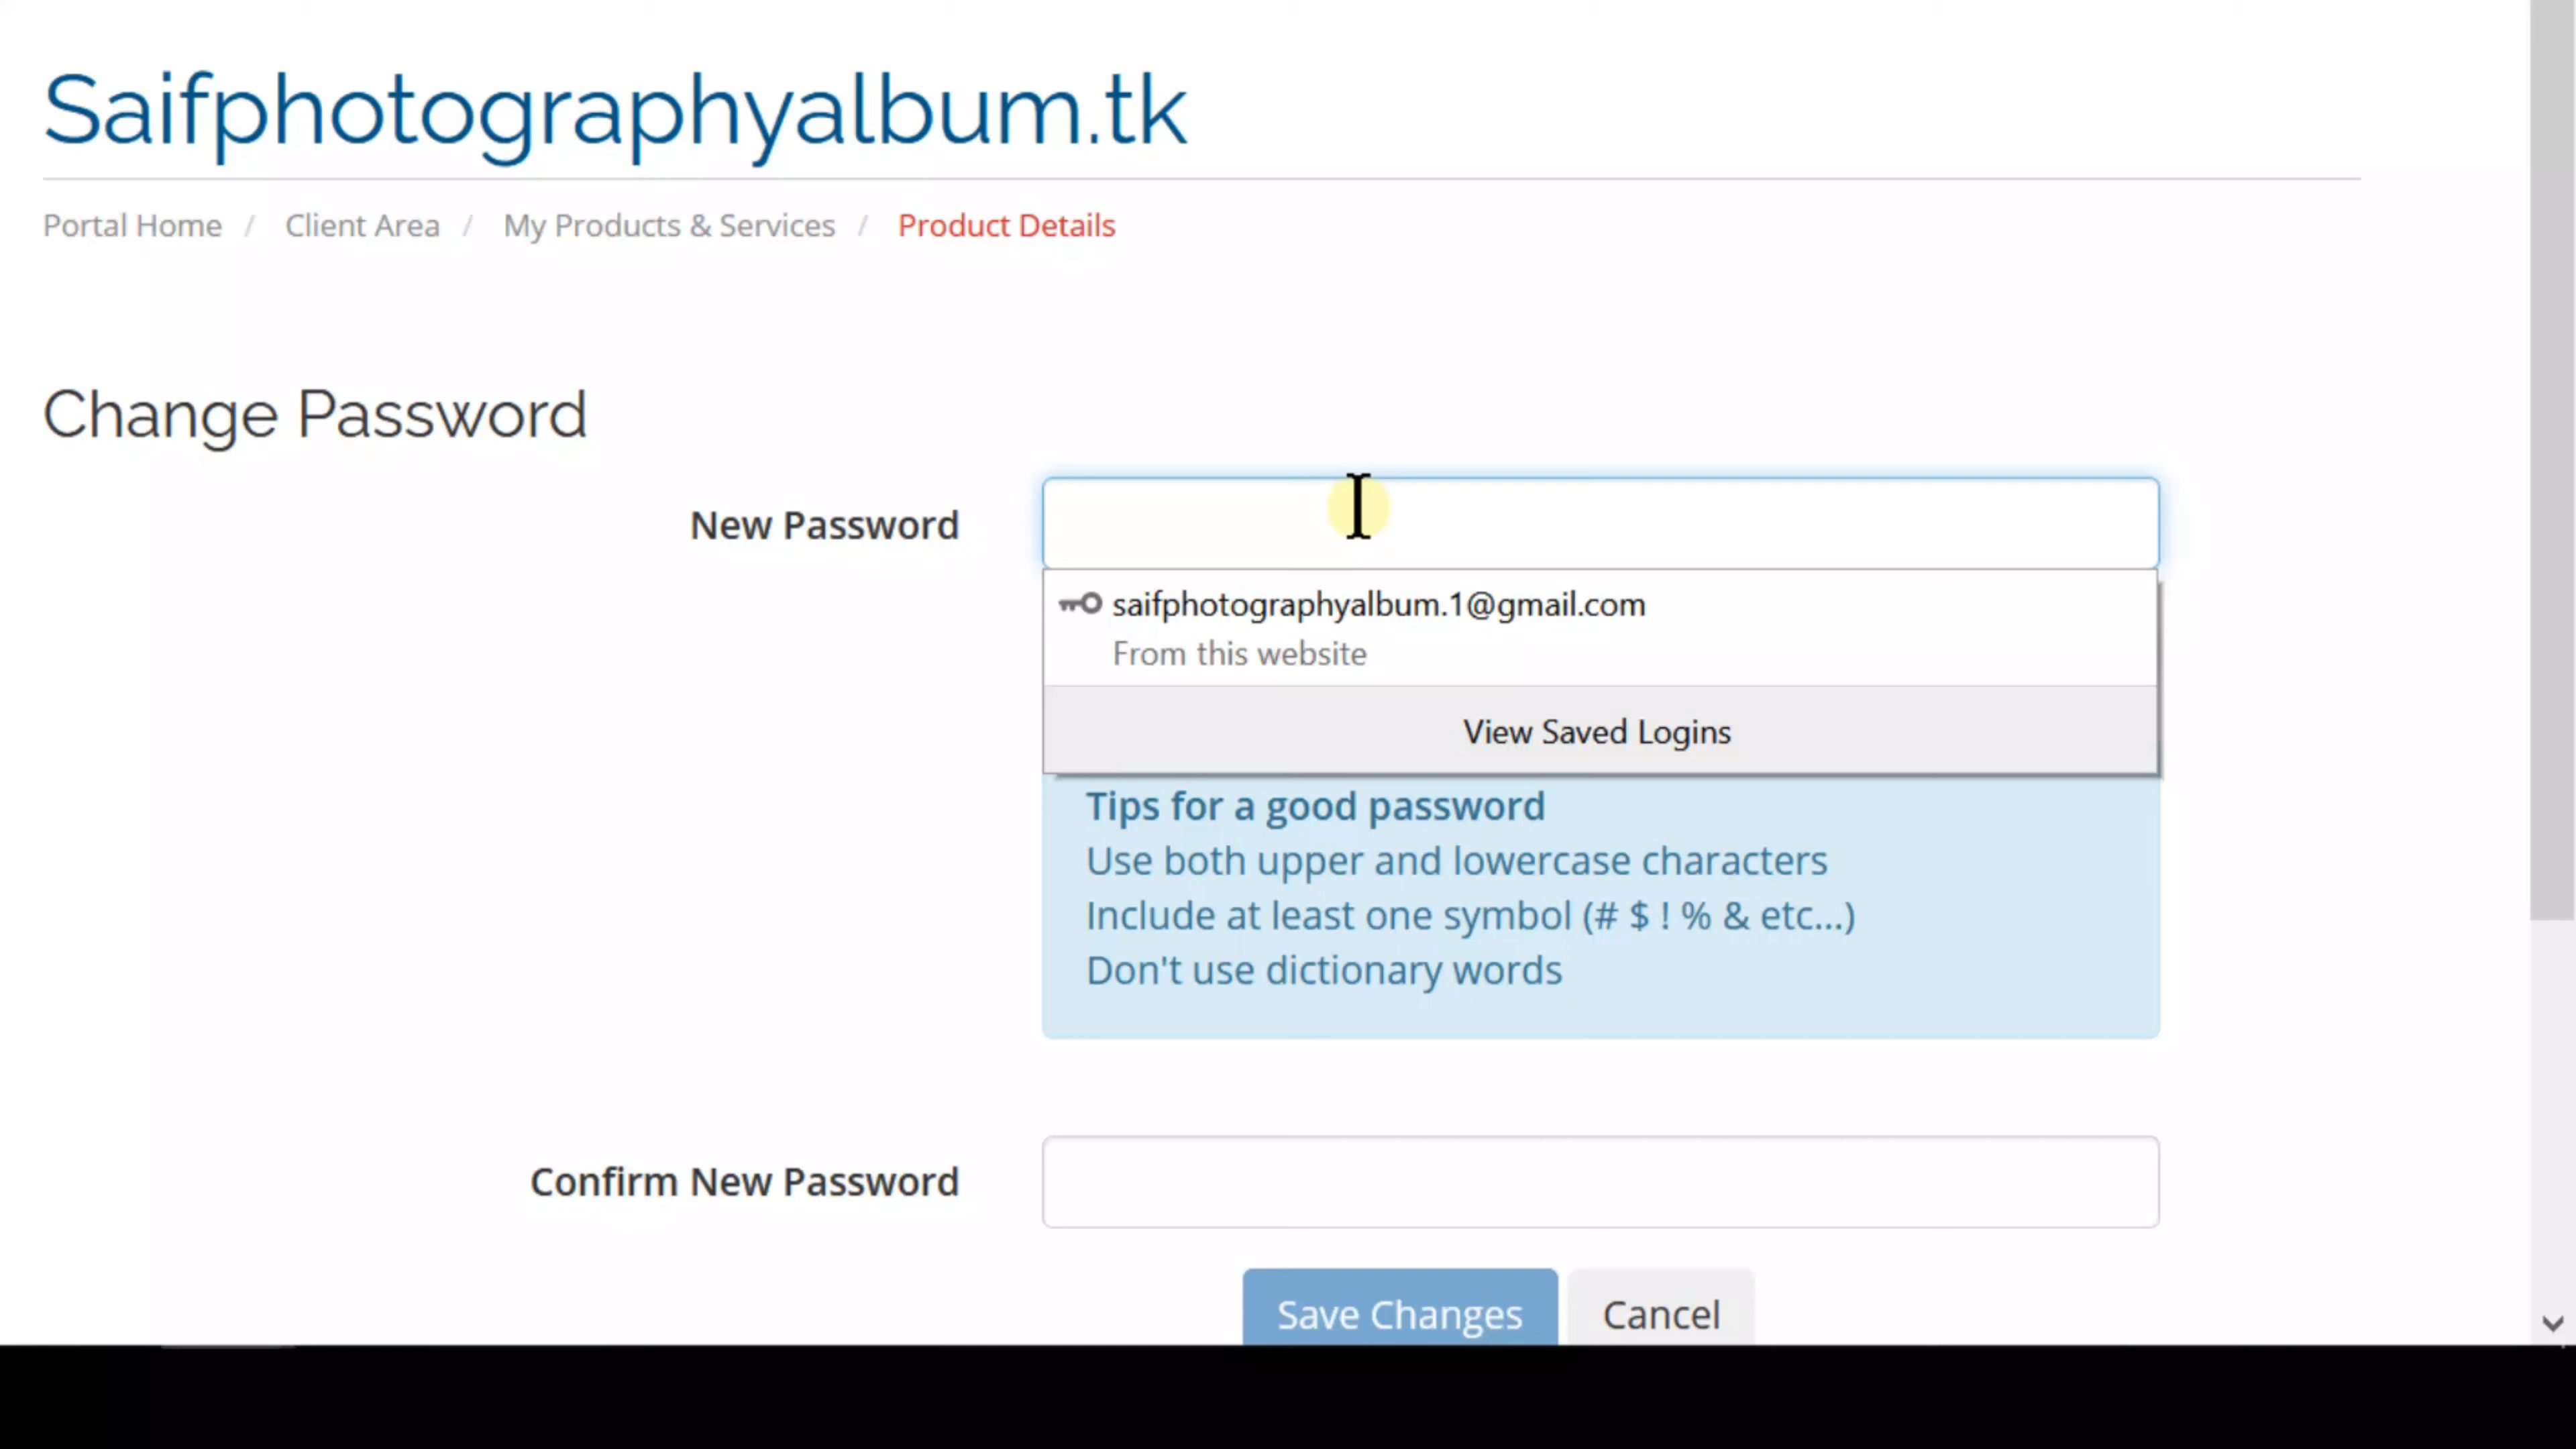 Saifphotographyalbum.tk
Portal Home / Client Area / My Products & Services / Product Details
Change Password
New Password
saifphotographyalbum.1@gmail.com
From this website
View Saved Logins
Tips for a good password
Use both upper and lowercase characters
Include at least one symbol (# $ ! % & etc...)
Don't use dictionary words
Confirm New Password
Save Changes Cancel